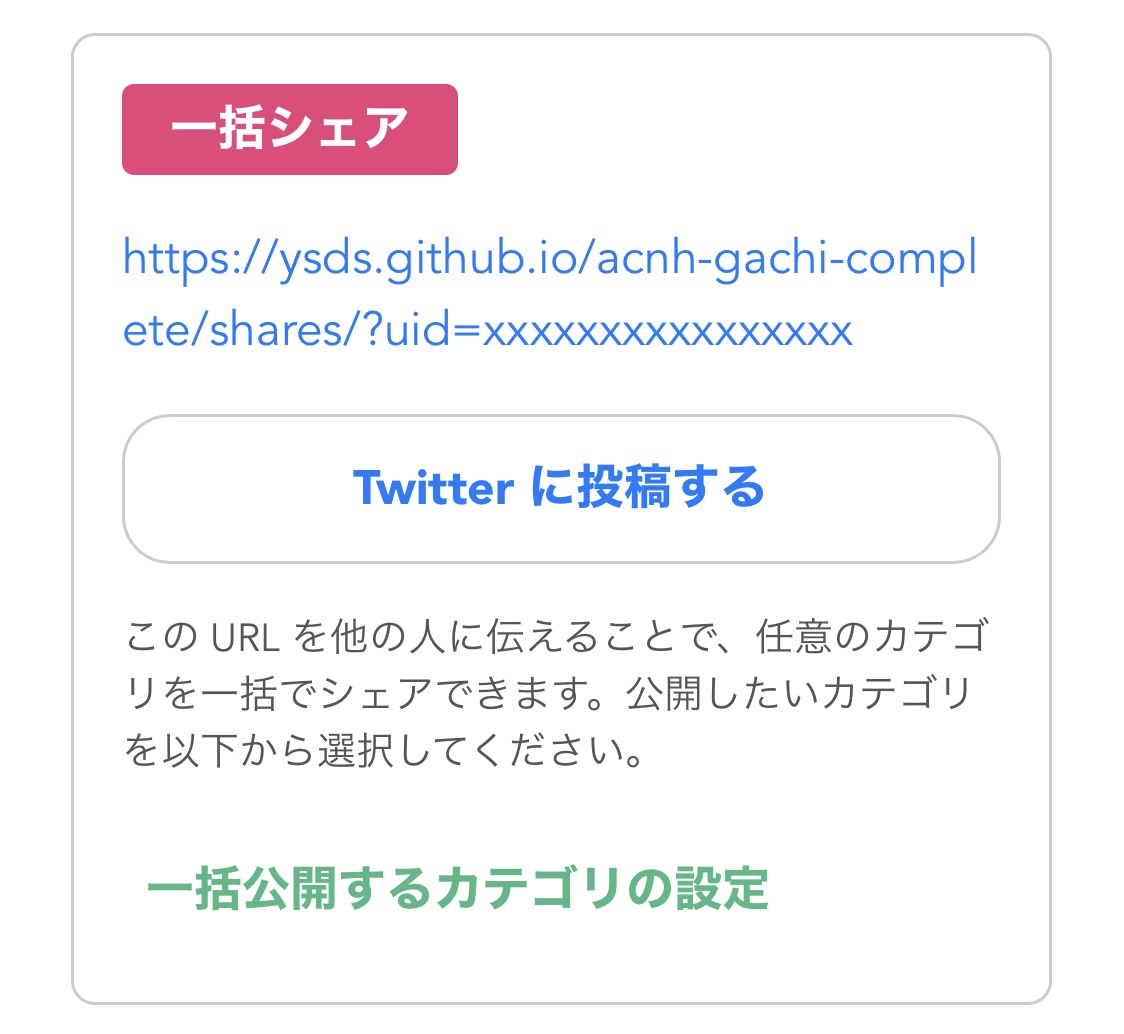 一括シェア
https://ysds.github.io/acnh-gachi-compl
ete/shares/?uid=xxxxxxxxxxxxxxxx
Twitter に投稿する
この URL を他の人に伝えることで、任意のカテゴ
リを一括でシェアできます。公開したいカテゴリ
を以下から選択してください。
一括公開するカテゴリの設定